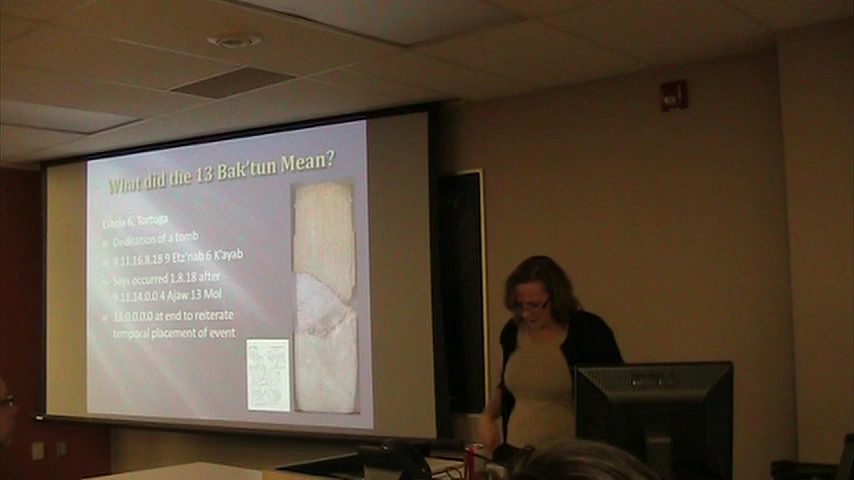 What did the 13 Bak'tun Mean?
Estela 6, Tortuga
Dedication of a tomb
9.11.16.8.18 9 Etz'nab 6 K'ayab
Says occurred 1.8.18 after
9.11.14.0.0 4 Ajaw 13 Mol
13.0.0.0.0 at end to reiterate
temporal placement of event